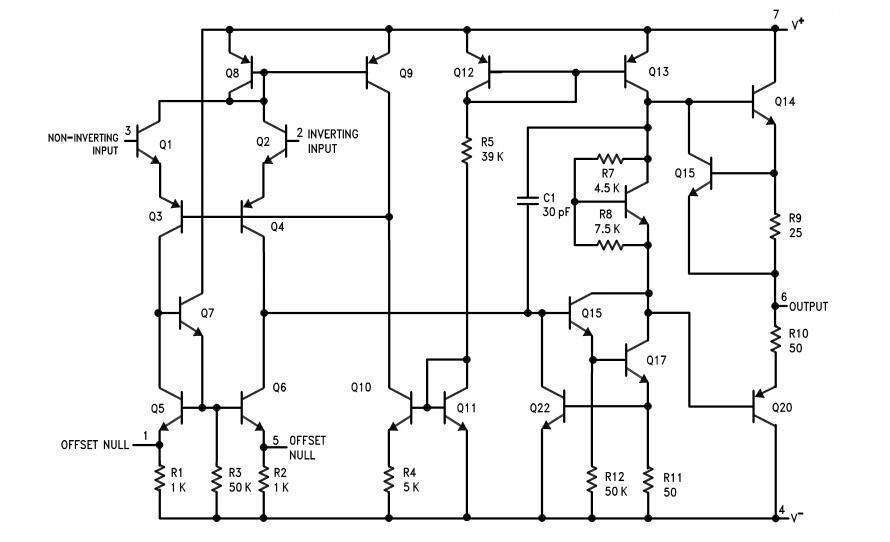 7
V+
Q8
Q9
Q12
Q13
Q14
NON-INVERTING
INPUT
3
Q1
Q2
2 INVERTING
INPUT
R5
39 K
R7
4.5 K
Q15
C1
30 pF
R8
7.5 K
Q3
Q4
R9
25
6
OUTPUT
Q7
Q15
R10
50
Q17
Q5
Q6
Q10
Q11
Q22
Q20
OFFSET NULL
1
5 OFFSET
NULL
R1
1 K
R3
50 K
R2
1 K
R4
5 K
R12
50 K
R11
50
4
V-